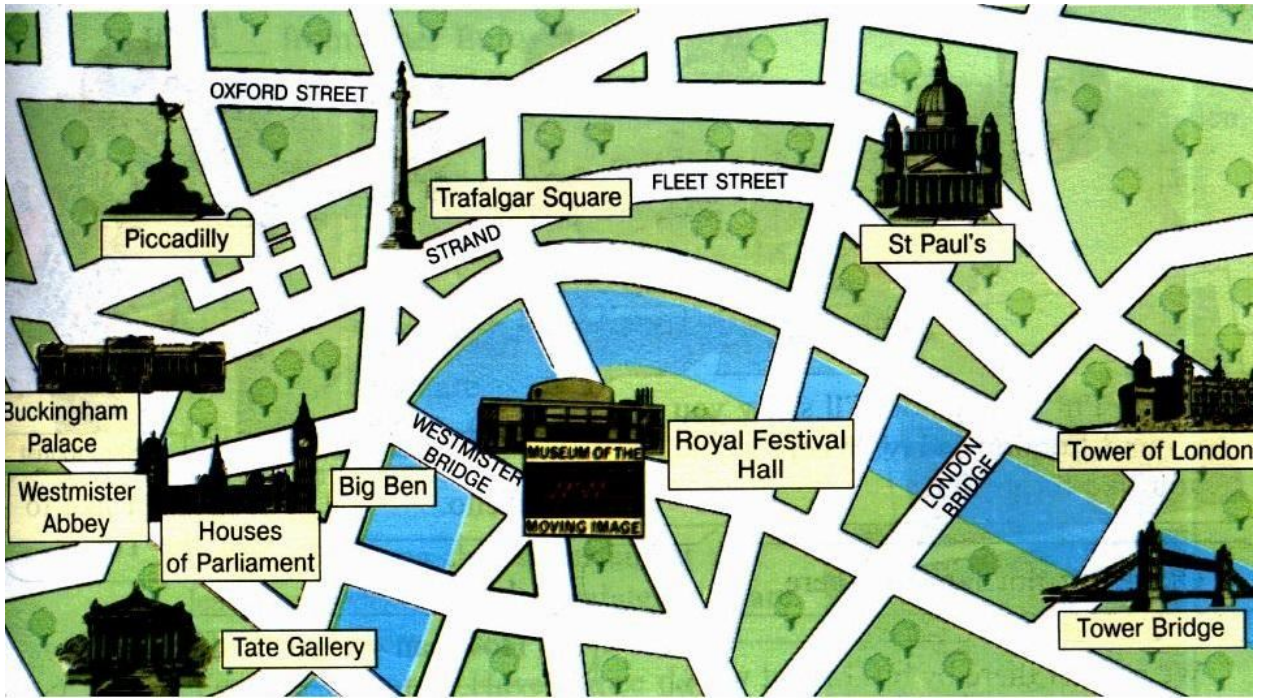 OXFORD STREET
Trafalgar Square
FLEET STREET
Piccadilly
STRAND
St Paul's
Buckingham
Palace
WESTMISTER
BRIDGE
MUSEUM OF THE
MOVING IMAGE
Royal Festival
Hall
Tower of London
LONDON
BRIDGE
Westmister
Abbey
Big Ben
Houses
of Parliament
Tate Gallery
Tower Bridge